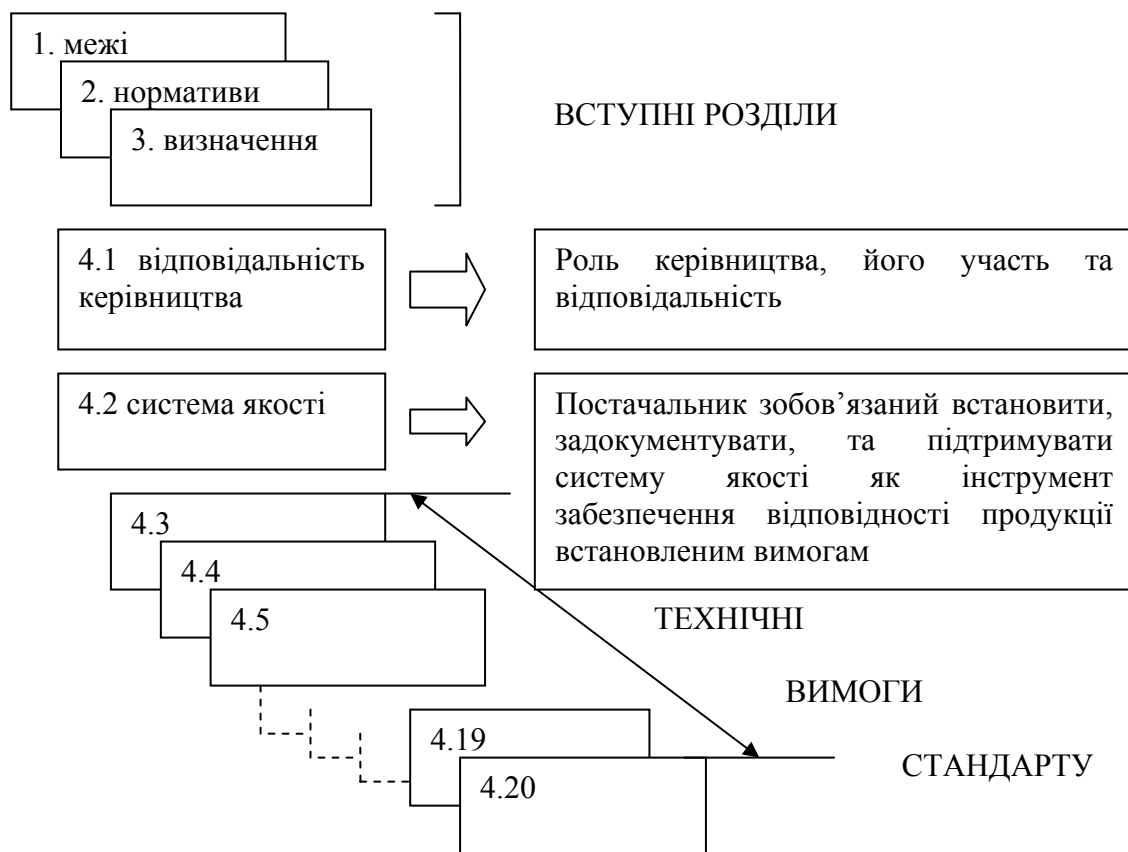 1. межі
2. нормативи
3. визначення
ВСТУПНІ РОЗДІЛИ
4.1 відповідальність
керівництва
Роль керівництва, його участь та
відповідальність
4.2 система якості
Постачальник зобов’язаний встановити,
задокументувати, та підтримувати
систему якості як інструмент
забезпечення відповідності продукції
встановленим вимогам
4.3
4.4
4.5
ТЕХНІЧНІ
ВИМОГИ
4.19
СТАНДАРТУ
4.20